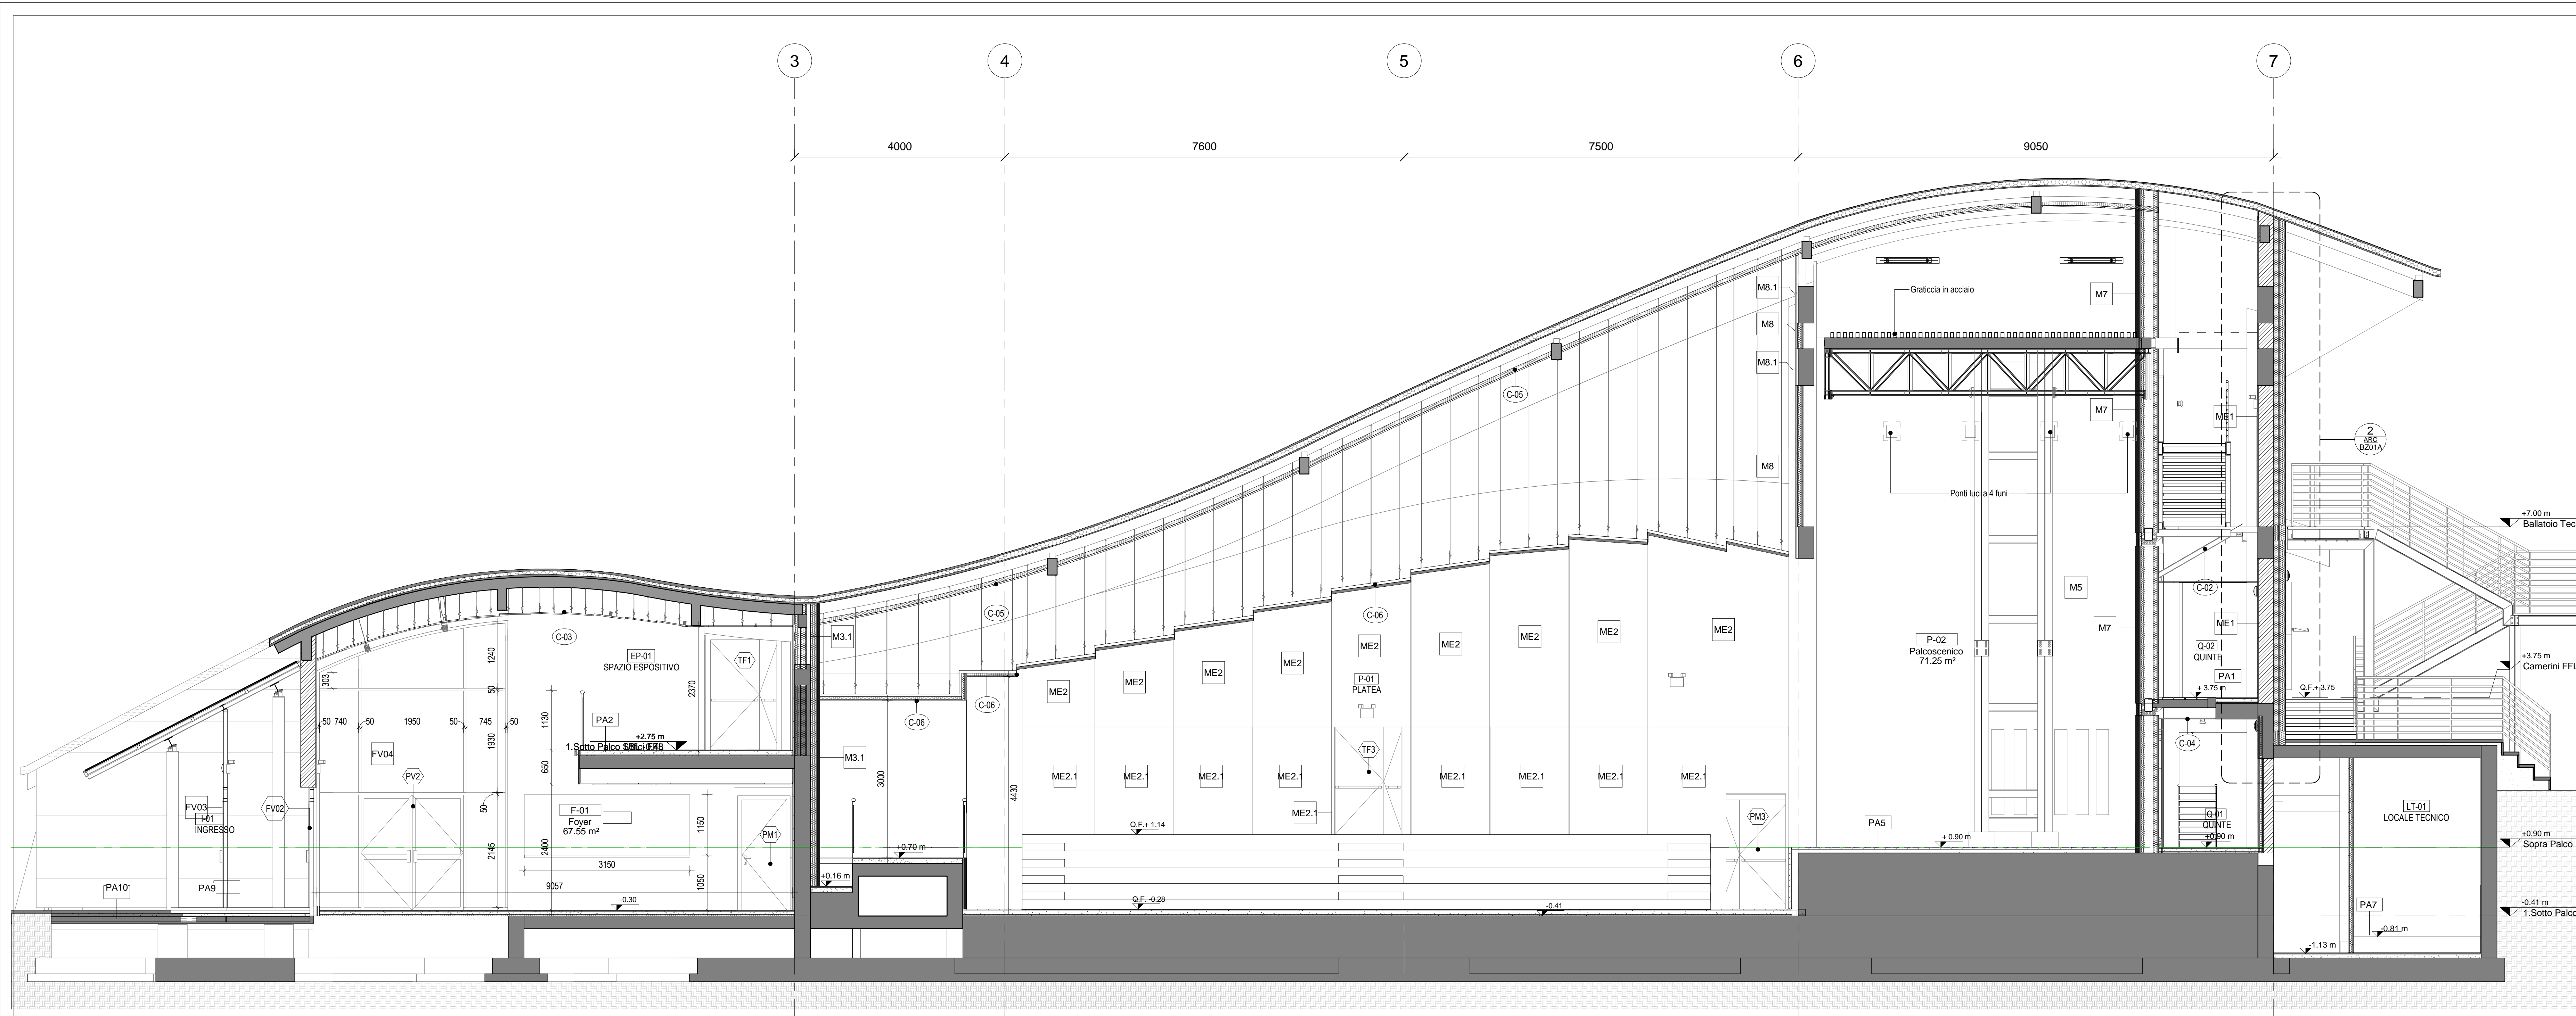 3
4
5
6
7
4000
7600
7500
9050
M8.1
M8
M8.1
M8
Graticcia in acciaio
M7
M7
ME1
2
ARC
BZ01A
C-05
Ponti luci a 4 funi
+7.00 m
Ballatoio Tec
C-03
C-05
C-06
C-02
M5
M7
ME1
M3.1
1240
EP-01
SPAZIO ESPOSITIVO
TF1
ME2
ME2
ME2
ME2
ME2
ME2
ME2
ME2
ME2
P-02
Palcoscenico
71.25 m²
Q-02
QUINTE
+3.75 m
Camerini FFL
303
50
2370
P-01
PLATEA
PA1
+ 3.75 m
Q.F.+ 3.75
C-06
C-06
50
740
50
1950
50
745
50
1130
PA2
+2.75 m
1.Sotto Palco
1930
C-04
FV04
M3.1
TF3
PV2
650
3000
4430
ME2.1
ME2.1
ME2.1
ME2.1
ME2.1
ME2.1
ME2.1
ME2.1
ME2.1
FV03
FV02
I-01
INGRESSO
50
F-01
Foyer
67.55 m²
1150
PM1
PM3
PA5
Q-01
QUINTE
+0.90 m
LT-01
LOCALE TECNICO
Q.F.+ 1.14
+ 0.90 m
+0.90 m
Sopra Palco
2145
2400
3150
+0.70 m
9057
1050
+0.16 m
PA10
PA9
-0.30
Q.F. -0.28
-0.41
PA7
-0.81 m
-1.13 m
-0.41 m
1.Sotto Palco